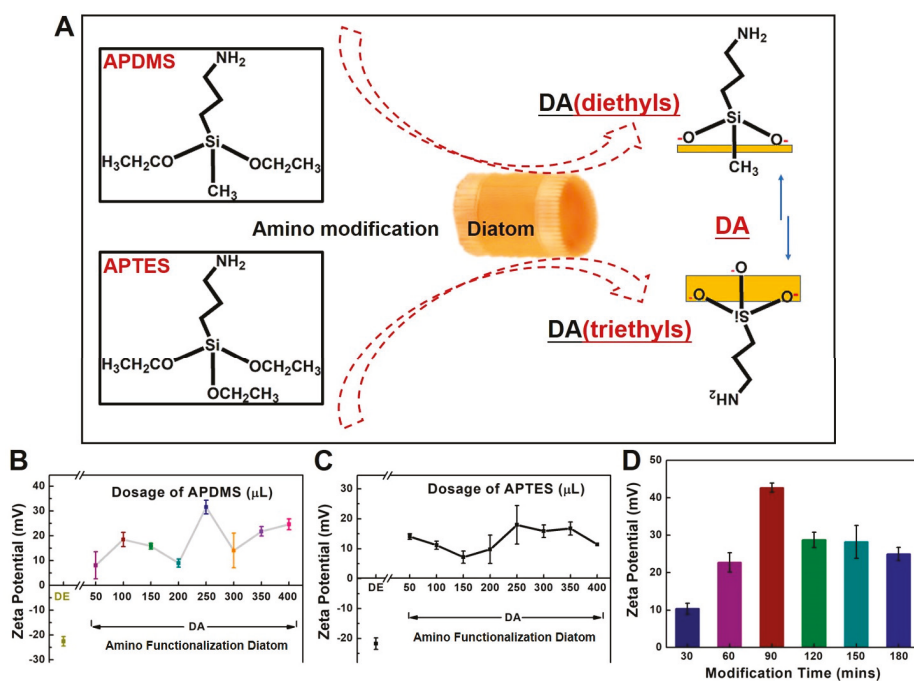 A
APDMS
NH2
Si
H3CH2CO
OCH2CH3
CH3
APTES
NH2
Si
H3CH2CO
OCH2CH3
OCH2CH3
Amino modification
Diatom
DA(diethyls)
NH2
Si
-O
O-
CH3
DA
DA(triethyls)
O
-
O
-
O-
Si
NH2
B
Zeta Potential (mV)
50
40
30
20
10
0
-10
-20
-30
Dosage of APDMS (μL)
50 100 150 200 250 300 350 400
DE
DA
Amino Functionalization Diatom
C
Zeta Potential (mV)
30
20
10
0
-10
-20
Dosage of APTES (μL)
DE 50 100 150 200 250 300 350 400
DA
Amino Functionalization Diatom
D
Zeta Potential (mV)
50
40
30
20
10
0
30 60 90 120 150 180
Modification Time (mins)